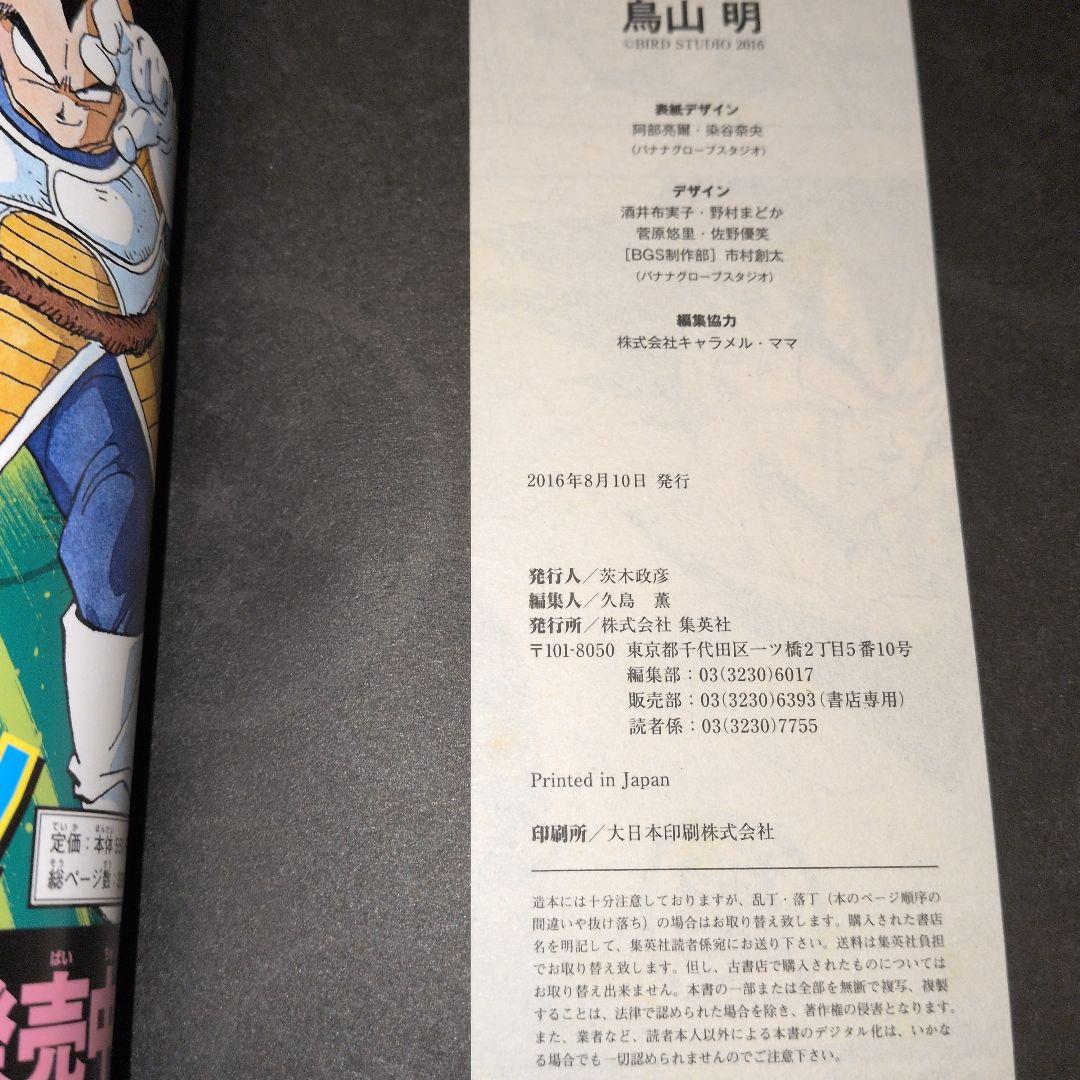 鳥山 明
©BIRD STUDIO 2016
表紙デザイン
阿部亮爾・染谷奈央
(バナナグローブスタジオ)
デザイン
酒井布実子・野村まどか
菅原悠里・佐野優笑
[BGS制作部] 市村創太
(バナナグローブスタジオ)
編集協力
株式会社キャラメル・ママ
2016年8月10日 発行
発行人／茨木政彦
編集人／久島 薫
発行所／株式会社 集英社
〒101-8050 東京都千代田区一ツ橋2丁目5番10号
編集部：03(3230)6017
販売部：03(3230)6393(書店専用)
読者係：03(3230)7755
Printed in Japan
印刷所／大日本印刷株式会社
造本には十分注意しておりますが、乱丁・落丁（本のページ順序の
間違いや抜け落ち）の場合はお取り替え致します。購入された書店
名を明記して、集英社読者係宛にお送り下さい。送料は集英社負担
でお取り替え致します。但し、古書店で購入されたものについては
お取り替え出来ません。本書の一部または全部を無断で複写、複製
することは、法律で認められた場合を除き、著作権の侵害となります。
また、業者など、読者本人以外による本書のデジタル化は、いかな
る場合でも一切認められませんのでご注意下さい。
ていか ほんたい
定価：本体
そう すう
総ページ数：
ばい
売中